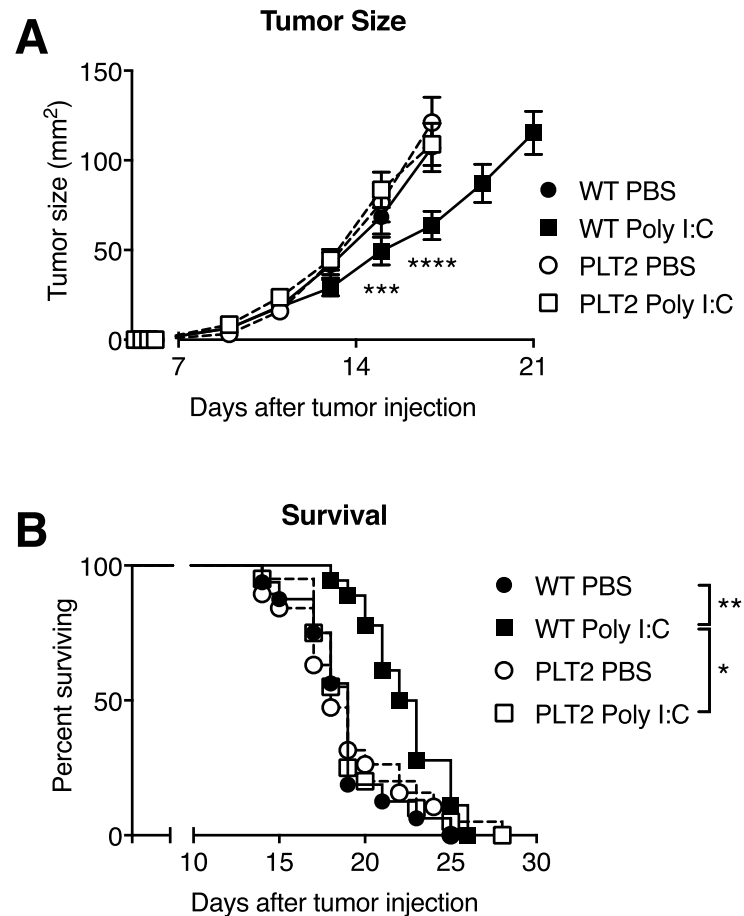 A
Tumor Size
Tumor size (mm²)
150
100
50
0
7
14
21
***
****
Days after tumor injection
WT PBS
WT Poly I:C
PLT2 PBS
PLT2 Poly I:C
B
Survival
Percent surviving
100
50
0
10
15
20
25
30
Days after tumor injection
WT PBS
WT Poly I:C
PLT2 PBS
PLT2 Poly I:C
**
*